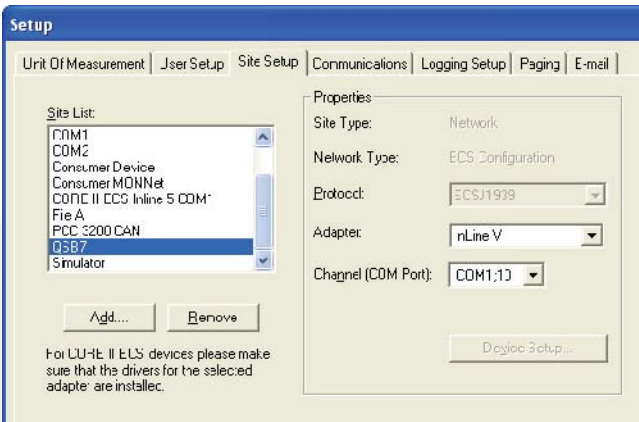 Setup
Unit Of Measurement User Setup Site Setup Communications Logging Setup Paging E-mail
Site List:
COM1
COM2
Consumer Device
Consumer MONNet
CORE II ECS Inline 5 COM1
File A
PCC 3200 CAN
QSB7
Simulator
Add....
Remove
For CORE II ECS devices please make
sure that the drivers for the selected
adapter are installed.
Properties
Site Type: Network
Network Type: ECS Configuration
Protocol: ECSJ1939
Adapter: nLine V
Channel (COM Port): COM1;10
Device Setup...